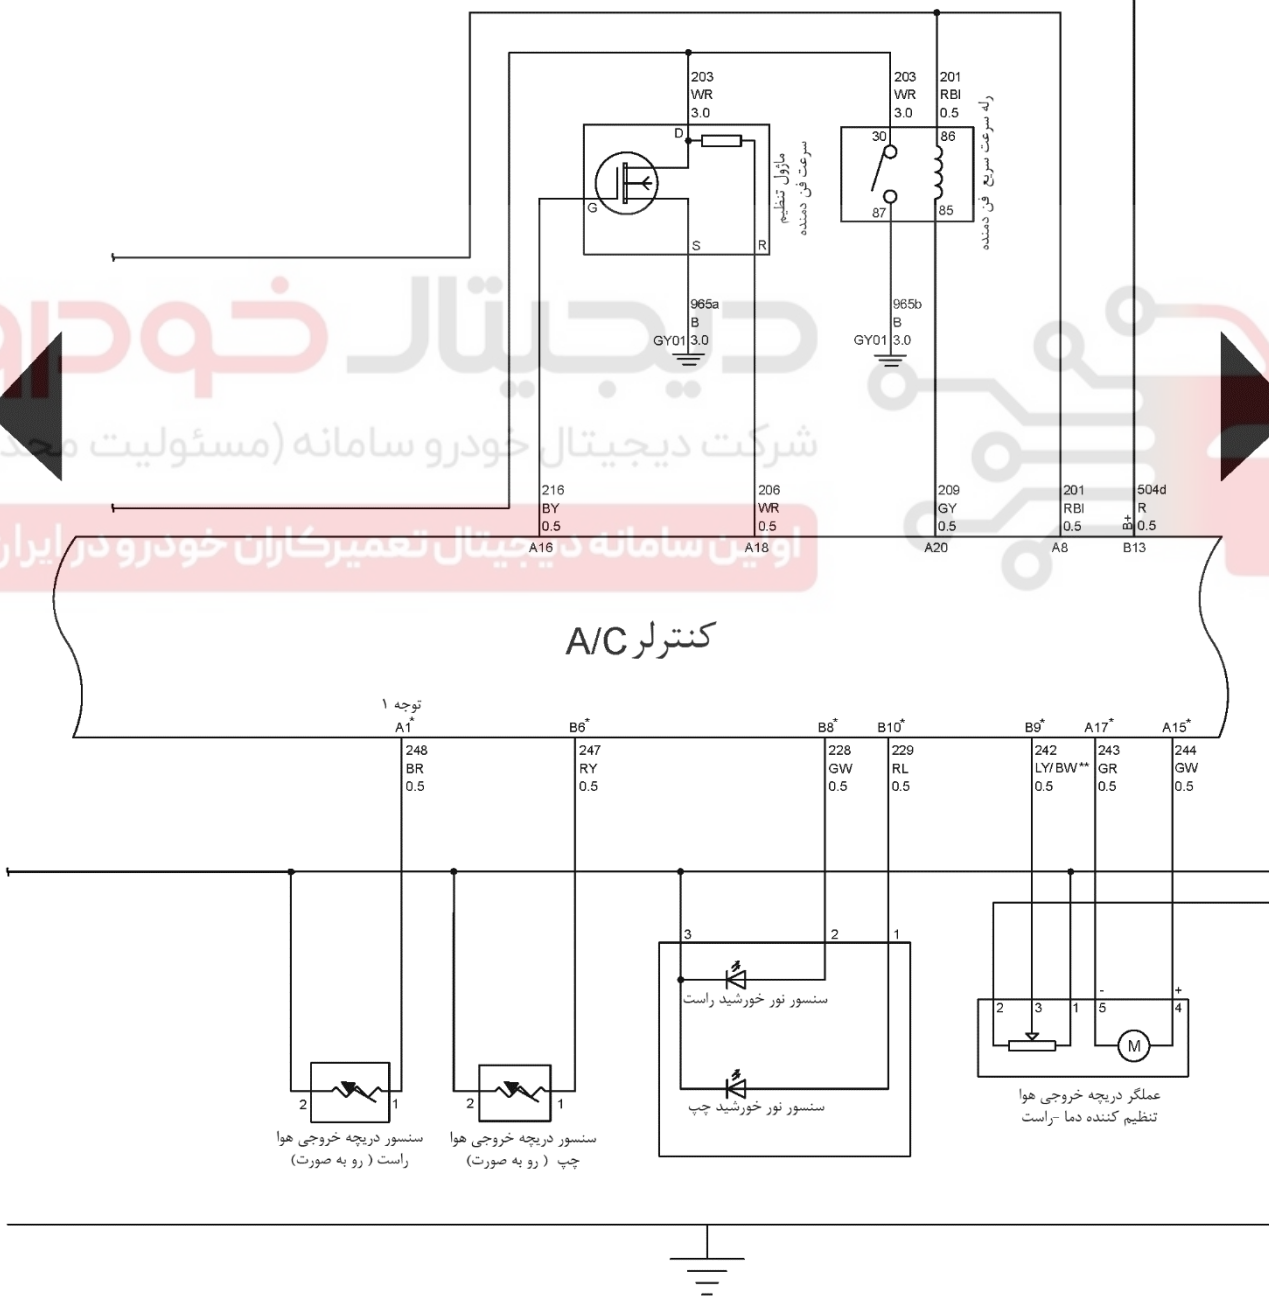 203
WR
3.0
203
WR
3.0
201
RBI
0.5
D
G
S
R
ماژول تنظیم
سرعت فن دمنده
30
86
87
85
رله سرعت سریع فن دمنده
965a
B
GY01 3.0
965b
B
GY01 3.0
دیجیتال خودرو
شرکت دیجیتال خودرو سامانه (مسئولیت محد
اولین سامانه دیجیتال تعمیرکاران خودرو در ایران
216
BY
0.5
206
WR
0.5
209
GY
0.5
201
RBI
0.5
504d
R
B+ 0.5
A16
A18
A20
A8
B13
کنترلر A/C
توجه ۱
A1*
B6*
B8*
B10*
B9*
A17*
A15*
248
BR
0.5
247
RY
0.5
228
GW
0.5
229
RL
0.5
242
LY/BW**
0.5
243
GR
0.5
244
GW
0.5
3
2
1
سنسور نور خورشید راست
سنسور نور خورشید چپ
2
3
1
-
5
+
4
M
عملگر دریچه خروجی هوا
تنظیم کننده دما -راست
2
1
سنسور دریچه خروجی هوا
راست ( رو به صورت)
2
1
سنسور دریچه خروجی هوا
چپ ( رو به صورت)